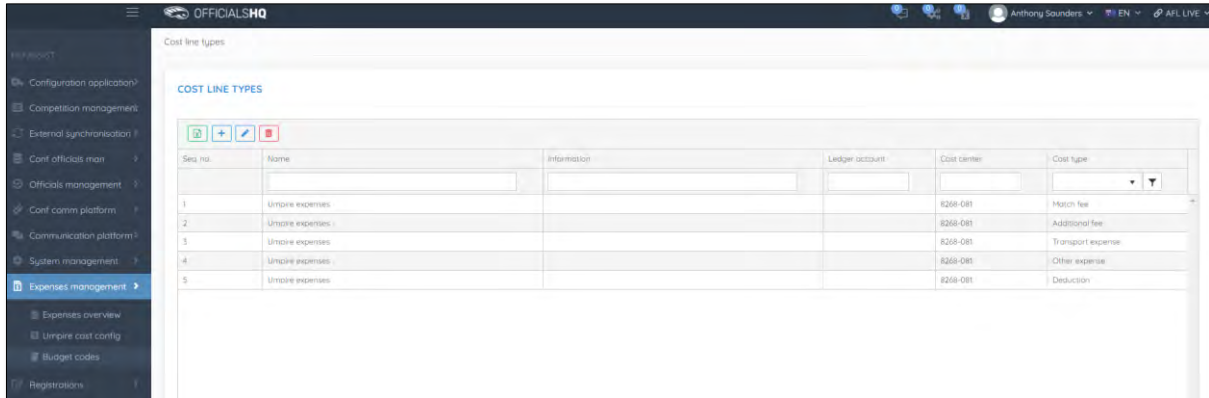 OFFICIALSHQ
Anthony Saunders
EN
AFL LIVE
Cost line types
Configuration application
Competition management
External synchronisation
Conf officials man
Officials management
Conf comm platform
Communication platform
System management
Expenses management
Expenses overview
Umpire cost config
Budget codes
Registrations
COST LINE TYPES
Seq. no. Name Information Ledger account Cost center Cost type
1 Umpire expenses 8268-081 Match fee
2 Umpire expenses 8268-081 Additional fee
3 Umpire expenses 8268-081 Transport expense
4 Umpire expenses 8268-081 Other expense
5 Umpire expenses 8268-081 Deduction